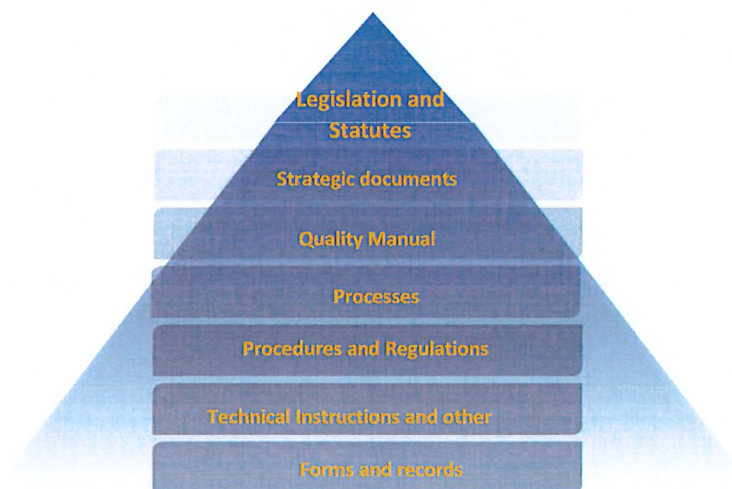 Legislation and
Statutes
Strategic documents
Quality Manual
Processes
Procedures and Regulations
Technical Instructions and other
Forms and records